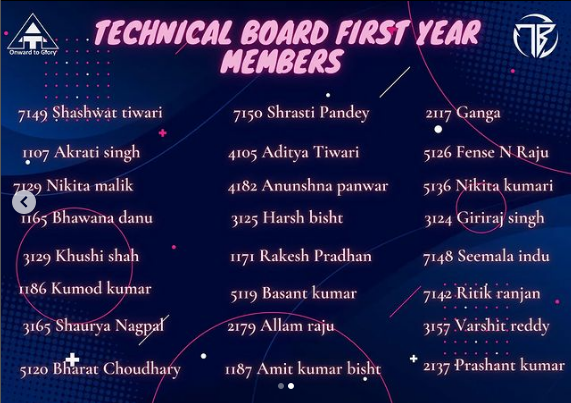 TECHNICAL BOARD FIRST YEAR
MEMBERS
Onward to Glory
7149 Shashwat tiwari
1107 Akrati singh
7129 Nikita malik
1165 Bhawana danu
3129 Khushi shah
1186 Kumod kumar
3165 Shaurya Nagpal
5120 Bharat Choudhary
7150 Shrasti Pandey
4105 Aditya Tiwari
4182 Anunshna panwar
3125 Harsh bisht
1171 Rakesh Pradhan
5119 Basant kumar
2179 Allam raju
1187 Amit kumar bisht
2117 Ganga
5126 Fense N Raju
5136 Nikita kumari
3124 Giriraj singh
7148 Seemala indu
7142 Ritik ranjan
3157 Varshit reddy
2137 Prashant kumar